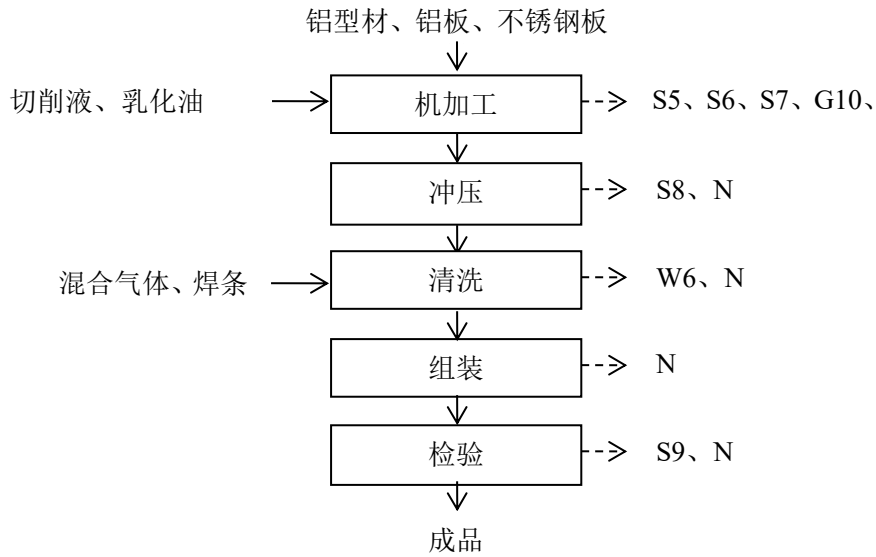 铝型材、铝板、不锈钢板
切削液、乳化油
机加工
S5、S6、S7、G10、
冲压
S8、N
混合气体、焊条
清洗
W6、N
组装
N
检验
S9、N
成品